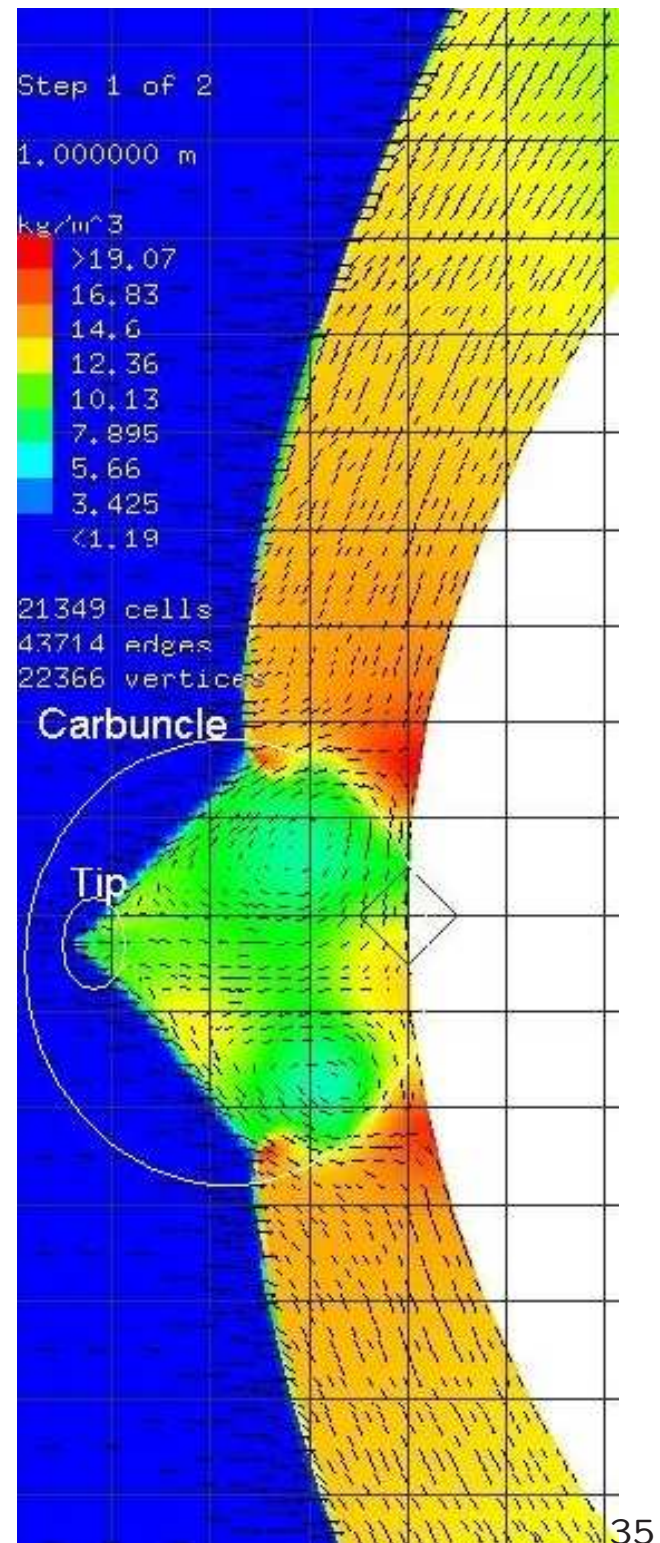 Step 1 of 2
1.000000 m
kg/m^3
>19.07
16.83
14.6
12.36
10.13
7.895
5.66
3.425
<1.19
21349 cells
43714 edges
22366 vertices
Carbuncle
Tip
35